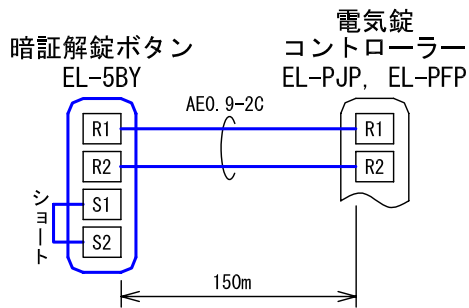 電気錠
暗証解錠ボタン
コントローラー
EL-5BY
EL-PJP, EL-PFP
AE0.9-2C
R1
R1
R2
R2
S1
ショート
S2
150m